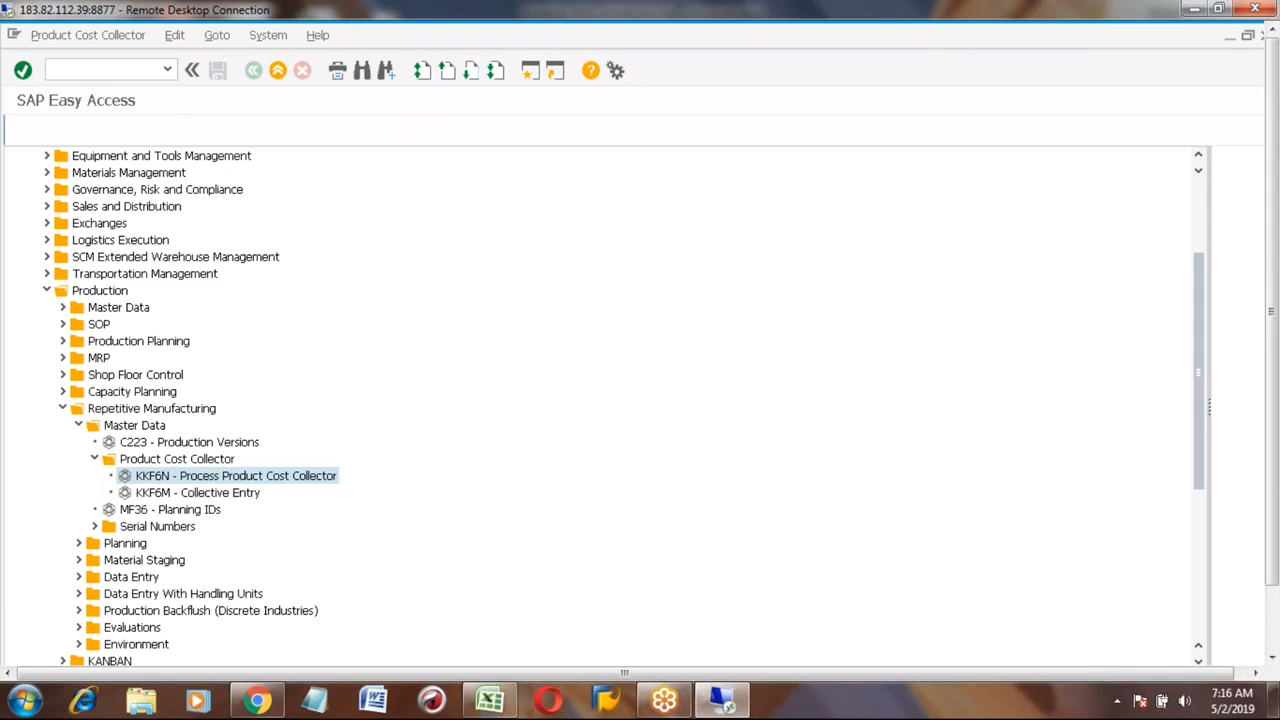 183.82.112.39:8877 - Remote Desktop Connection
Product Cost Collector Edit Goto System Help
SAP Easy Access
Equipment and Tools Management
Materials Management
Governance, Risk and Compliance
Sales and Distribution
Exchanges
Logistics Execution
SCM Extended Warehouse Management
Transportation Management
Production
Master Data
SOP
Production Planning
MRP
Shop Floor Control
Capacity Planning
Repetitive Manufacturing
Master Data
C223 - Production Versions
Product Cost Collector
KKF6N - Process Product Cost Collector
KKF6M - Collective Entry
MF36 - Planning IDs
Serial Numbers
Planning
Material Staging
Data Entry
Data Entry With Handling Units
Production Backflush (Discrete Industries)
Evaluations
Environment
KANBAN
7:16 AM
5/2/2019